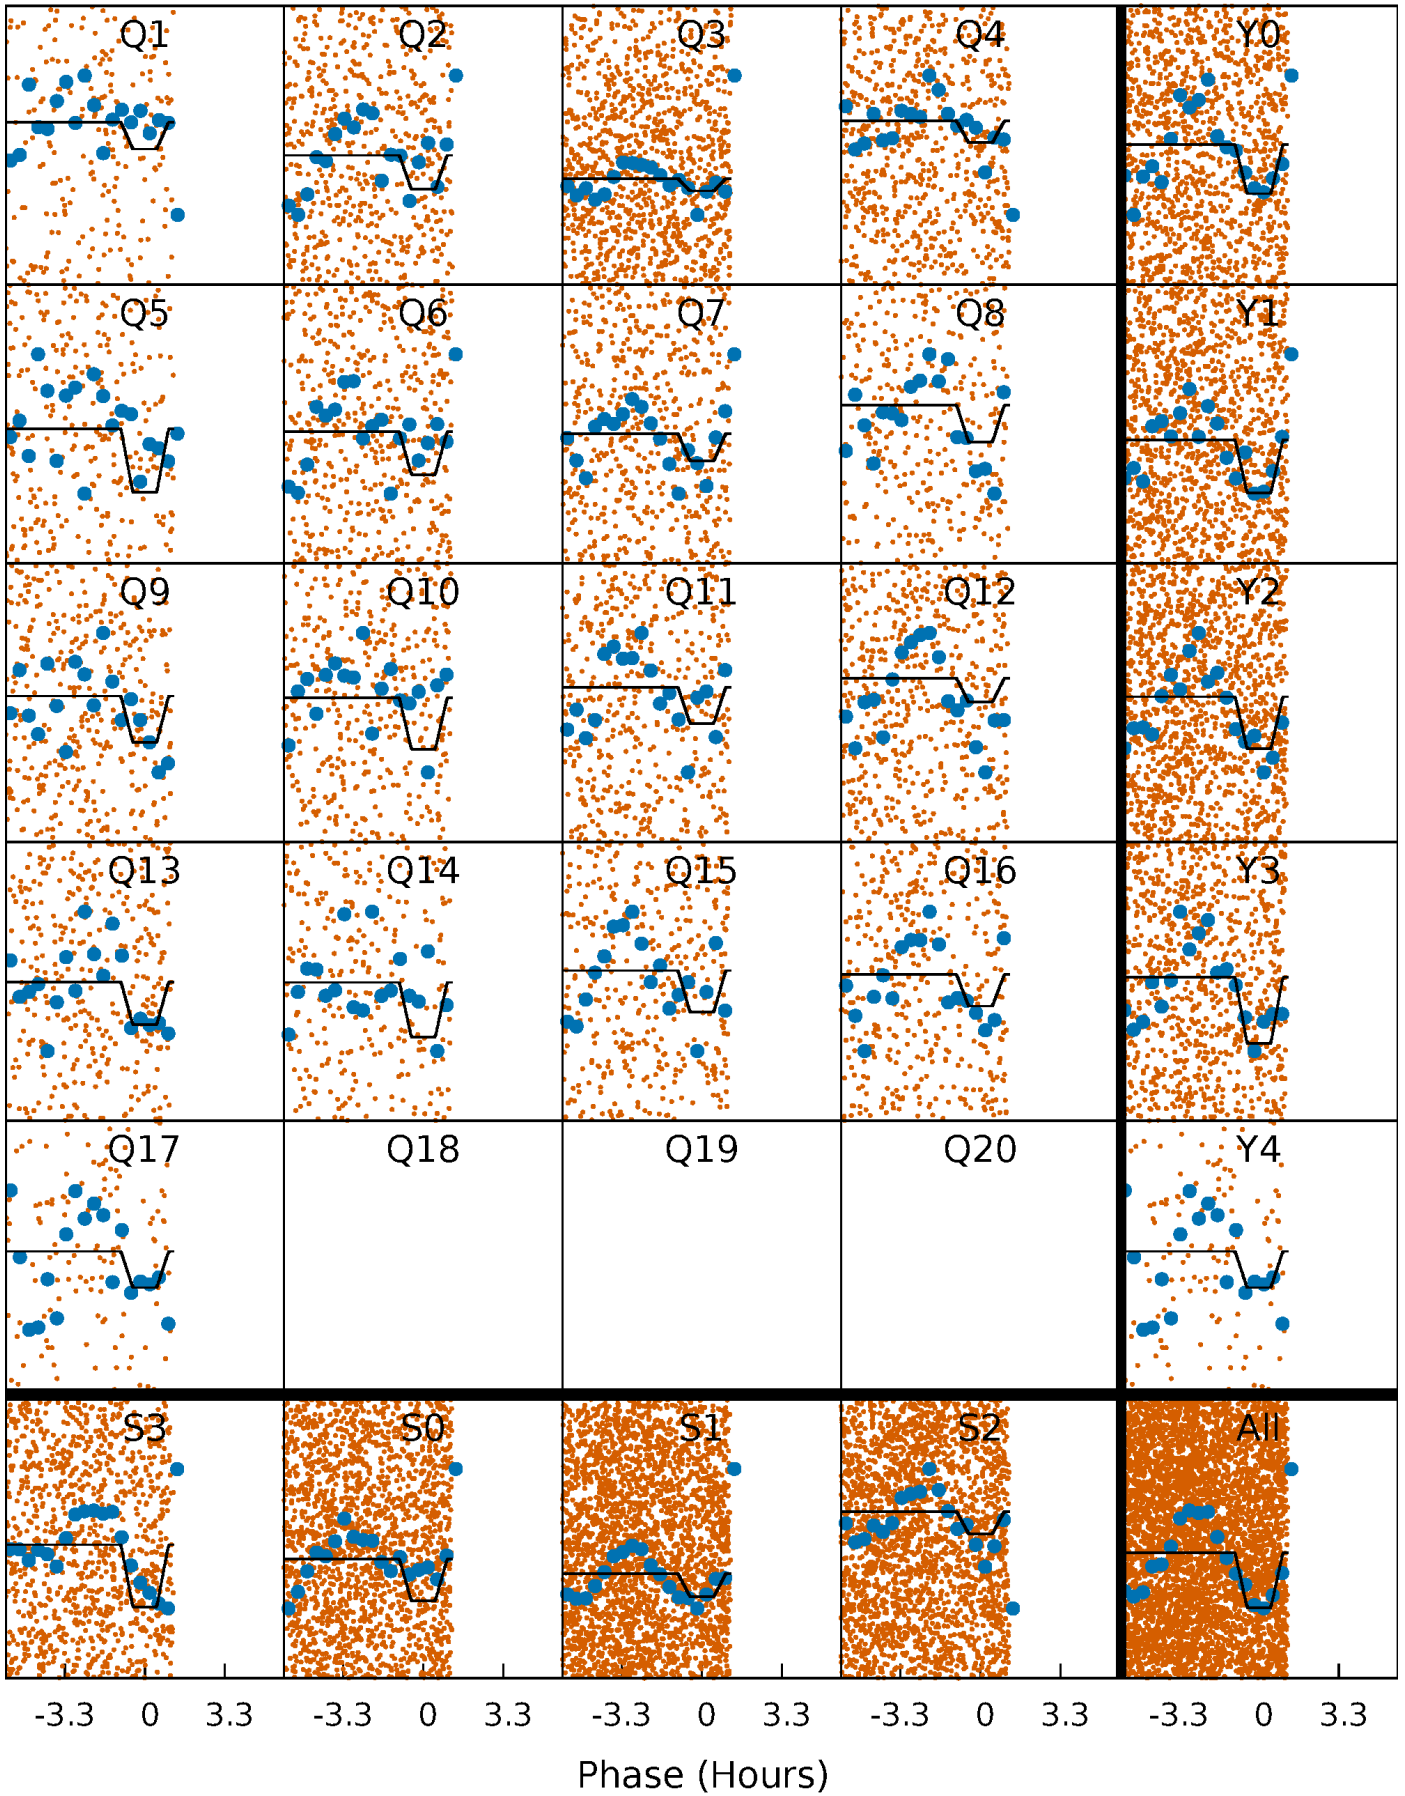 Q1 Q2 Q3 Q4 Y0
Q5 Q6 Q7 Q8 Y1
Q9 Q10 Q11 Q12 Y2
Q13 Q14 Q15 Q16 Y3
Q17 Q18 Q19 Q20 Y4
S3 S0 S1 S2 All
-3.3 0 3.3 -3.3 0 3.3 -3.3 0 3.3 -3.3 0 3.3 -3.3 0 3.3
Phase (Hours)